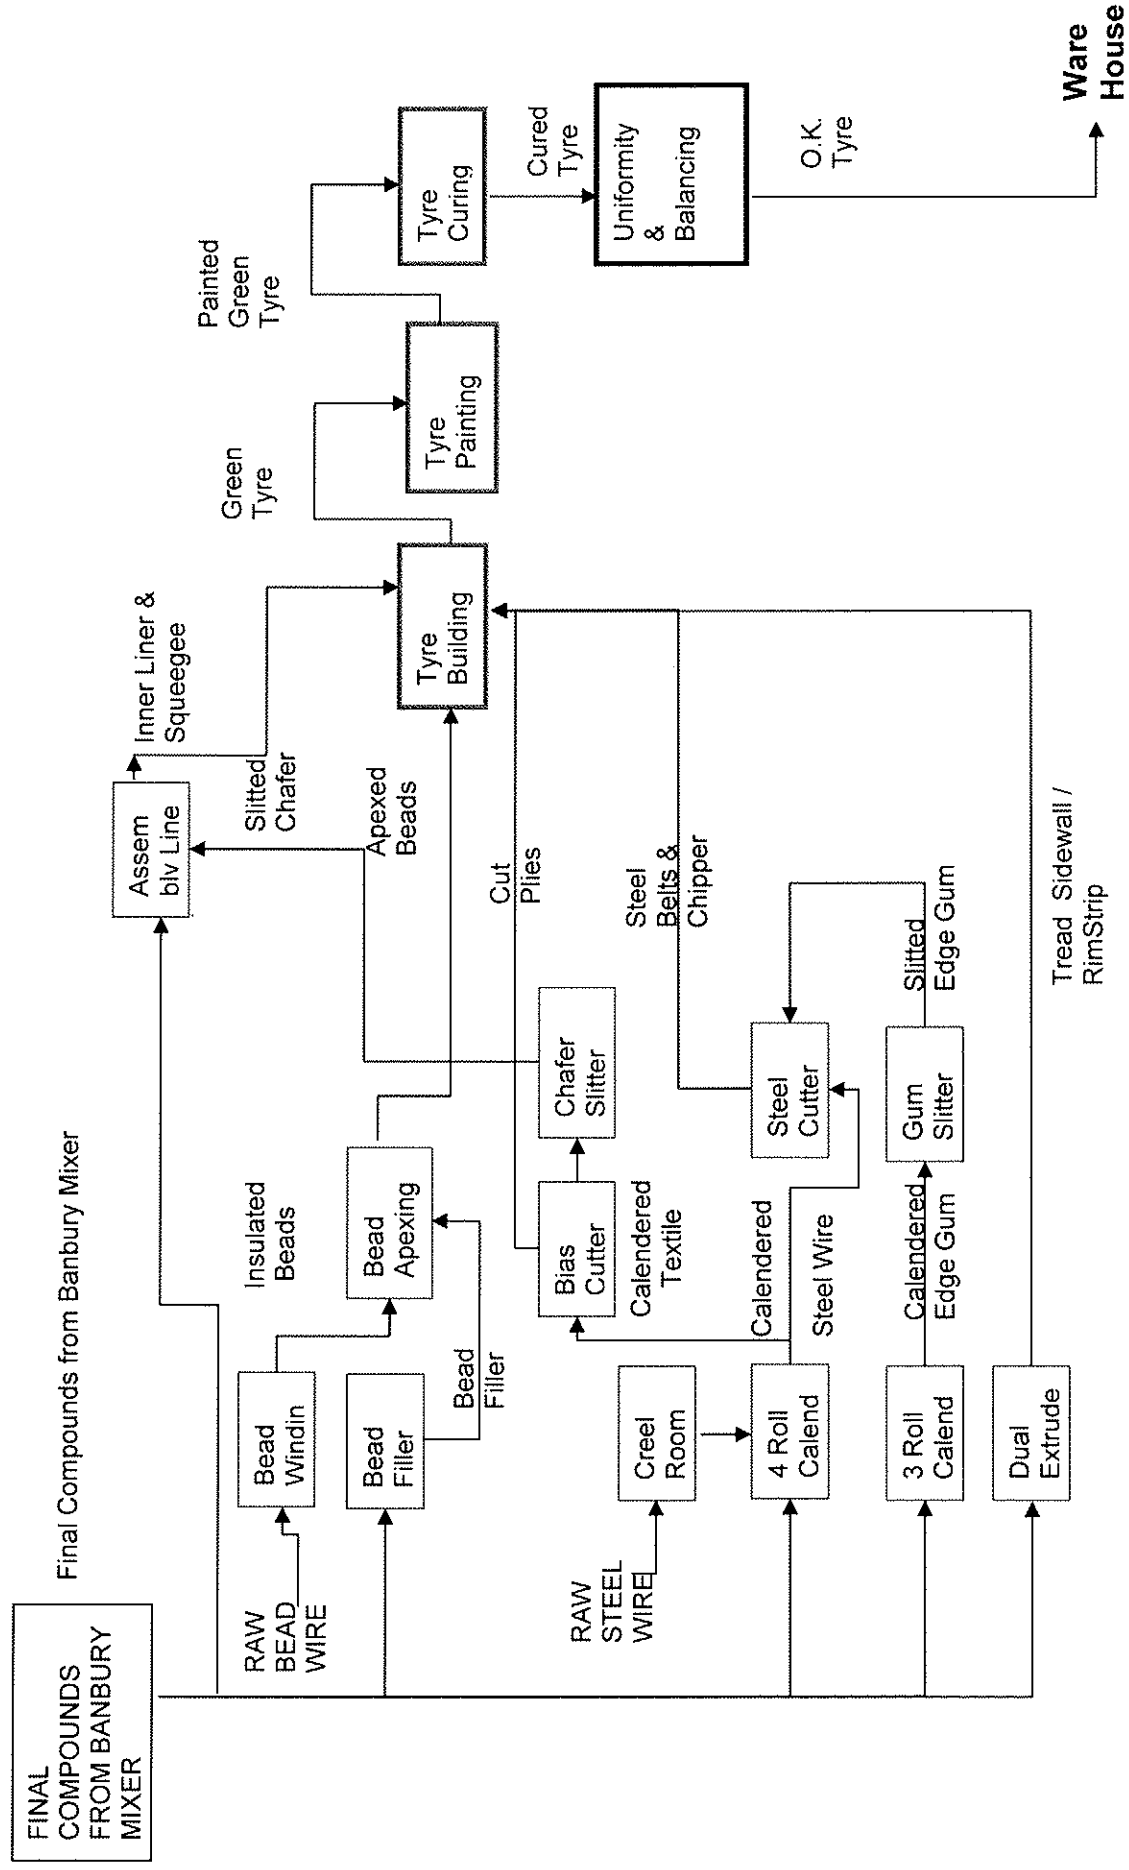 FINAL
COMPOUNDS
FROM BANBURY
MIXER
Final Compounds from Banbury Mixer
Assem
blv Line
Inner Liner &
Squeegee
Slitted
Chafer
RAW
BEAD
WIRE
Bead
Windin
Insulated
Beads
Bead
Filler
Bead
Filler
Bead
Apexing
Apexed
Beads
Tyre
Building
Green
Tyre
Tyre
Painting
Painted
Green
Tyre
Tyre
Curing
Cured
Tyre
Uniformity
&
Balancing
O.K.
Tyre
Ware
House
Cut
Plies
Bias
Cutter
Chafer
Slitter
Calendered
Textile
RAW
STEEL
WIRE
Creel
Room
4 Roll
Calend
Calendered
Steel Wire
Steel
Cutter
Steel
Belts &
Chipper
3 Roll
Calend
Calendered
Edge Gum
Gum
Slitter
Slitted
Edge Gum
Dual
Extrude
Tread Sidewall /
RimStrip